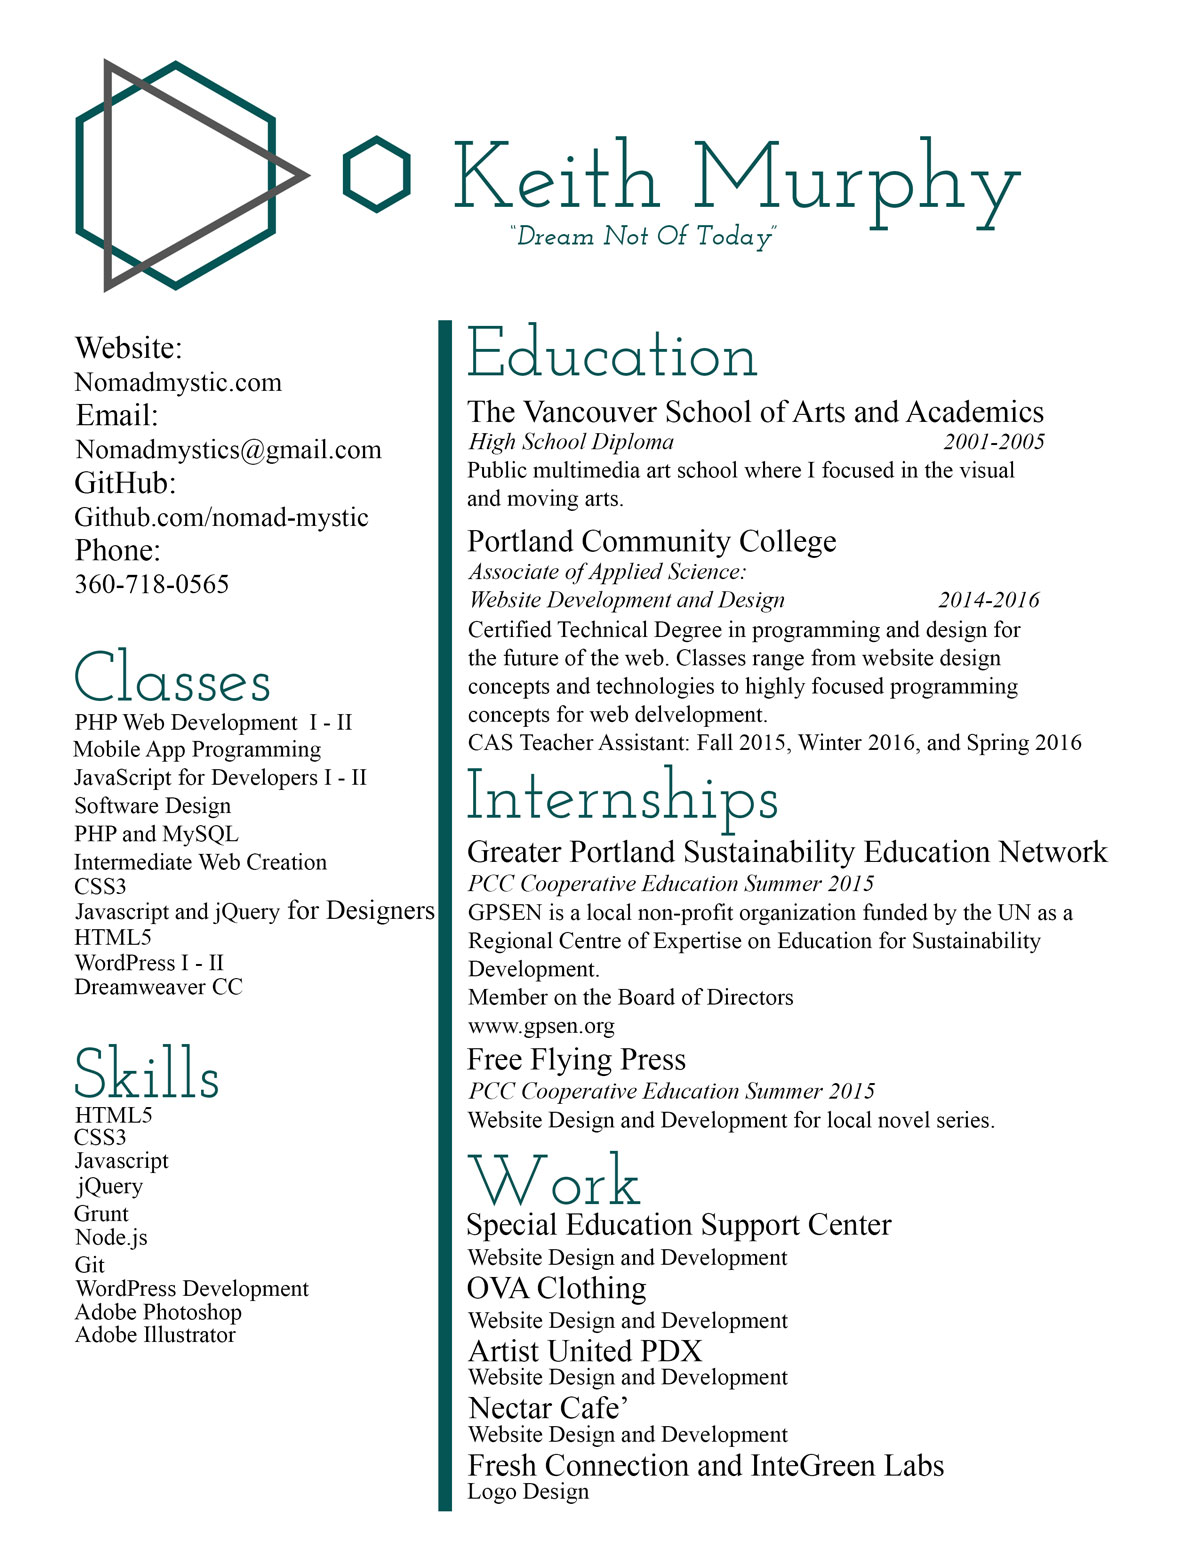 Keith Murphy
“Dream Not Of Today”
Website:
Nomadmystic.com
Email:
Nomadmystics@gmail.com
GitHub:
Github.com/nomad-mystic
Phone:
360-718-0565
Classes
PHP Web Development I - II
Mobile App Programming
JavaScript for Developers I - II
Software Design
PHP and MySQL
Intermediate Web Creation
CSS3
Javascript and jQuery for Designers
HTML5
WordPress I - II
Dreamweaver CC
Skills
HTML5
CSS3
Javascript
jQuery
Grunt
Node.js
Git
WordPress Development
Adobe Photoshop
Adobe Illustrator
Education
The Vancouver School of Arts and Academics
High School Diploma 2001-2005
Public multimedia art school where I focused in the visual
and moving arts.
Portland Community College
Associate of Applied Science:
Website Development and Design 2014-2016
Certified Technical Degree in programming and design for
the future of the web. Classes range from website design
concepts and technologies to highly focused programming
concepts for web delvelopment.
CAS Teacher Assistant: Fall 2015, Winter 2016, and Spring 2016
Internships
Greater Portland Sustainability Education Network
PCC Cooperative Education Summer 2015
GPSEN is a local non-profit organization funded by the UN as a
Regional Centre of Expertise on Education for Sustainability
Development.
Member on the Board of Directors
www.gpsen.org
Free Flying Press
PCC Cooperative Education Summer 2015
Website Design and Development for local novel series.
Work
Special Education Support Center
Website Design and Development
OVA Clothing
Website Design and Development
Artist United PDX
Website Design and Development
Nectar Cafe’
Website Design and Development
Fresh Connection and InteGreen Labs
Logo Design